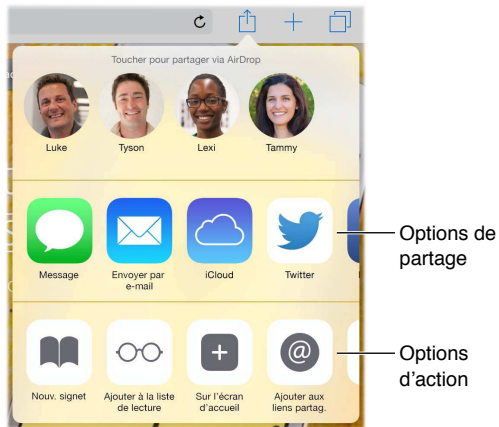 Toucher pour partager via AirDrop
Luke
Tyson
Lexi
Tammy
Message
Envoyer par
e-mail
iCloud
Twitter
Options de
partage
Nouv. signet
Ajouter à la liste
de lecture
Sur l'écran
d'accueil
Ajouter aux
liens partag.
Options
d'action